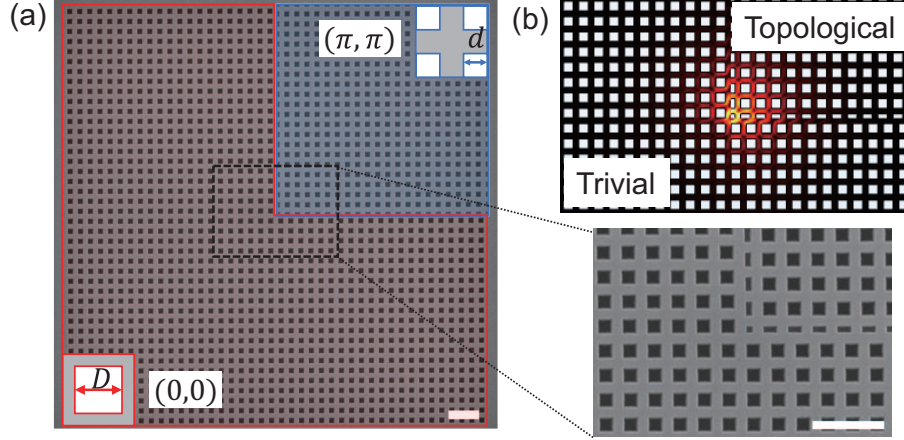 (a)
(π, π)
d
D
(0,0)
(b)
Topological
Trivial